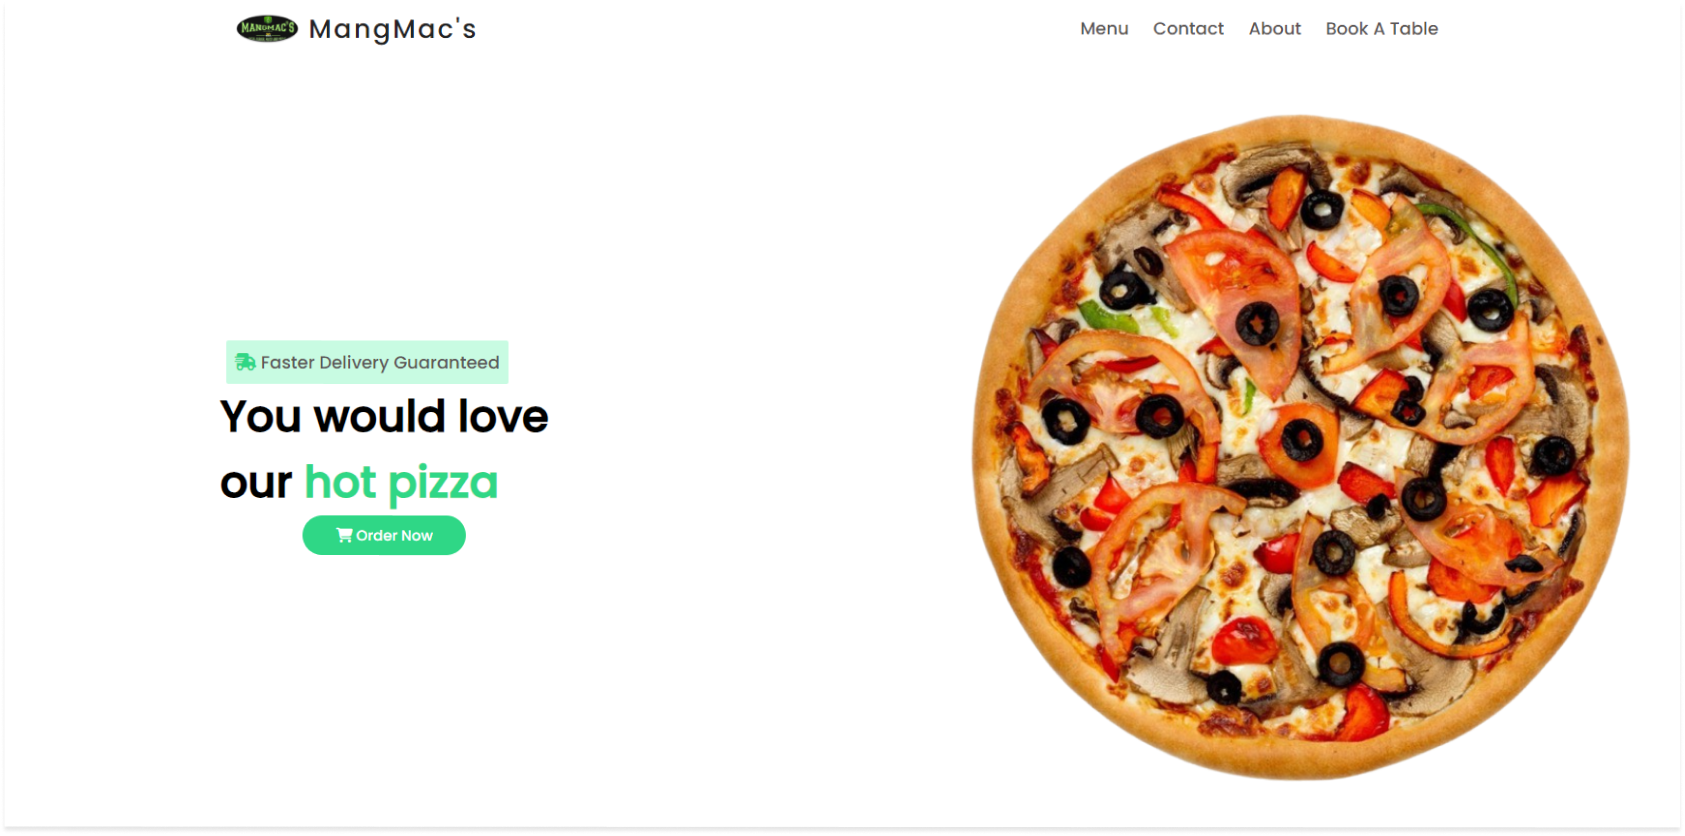 MANGMAC'S
MangMac's
Menu Contact About Book A Table
Faster Delivery Guaranteed
You would love
our hot pizza
Order Now